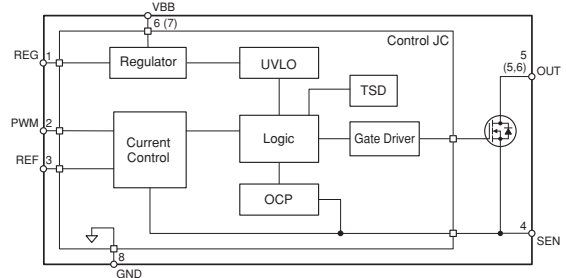 VBB
6 (7)
Control JC
REG 1
Regulator
UVLO
5
(5,6)
OUT
TSD
PWM 2
Current
Control
Logic
Gate Driver
REF 3
OCP
4
SEN
8
GND